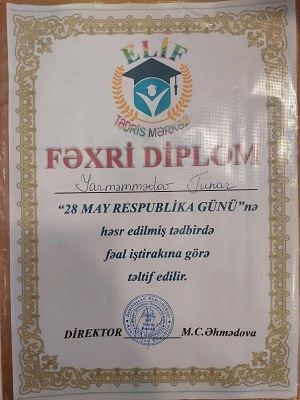 ELİF
TƏDRİS MƏRKƏZİ
FƏXRİ DİPLOM
Yarməmmədov Tunar
“28 MAY RESPUBLİKA GÜNÜ”nə
həsr edilmiş tədbirdə
fəal iştirakına görə
təltif edilir.
DİREKTOR M.C.Əhmədova